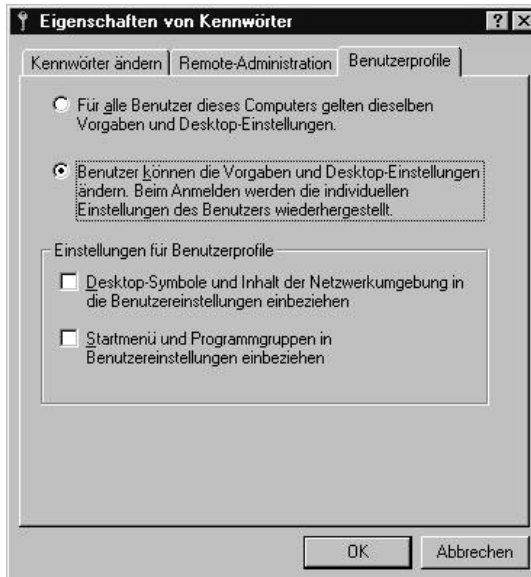 Eigenschaften von Kennwörter
Kennwörter ändern Remote-Administration Benutzerprofile
Für alle Benutzer dieses Computers gelten dieselben
Vorgaben und Desktop-Einstellungen.
Benutzer können die Vorgaben und Desktop-Einstellungen
ändern. Beim Anmelden werden die individuellen
Einstellungen des Benutzers wiederhergestellt.
Einstellungen für Benutzerprofile
Desktop-Symbole und Inhalt der Netzwerkumgebung in
die Benutzereinstellungen einbeziehen
Startmenü und Programmgruppen in
Benutzereinstellungen einbeziehen
OK Abbrechen